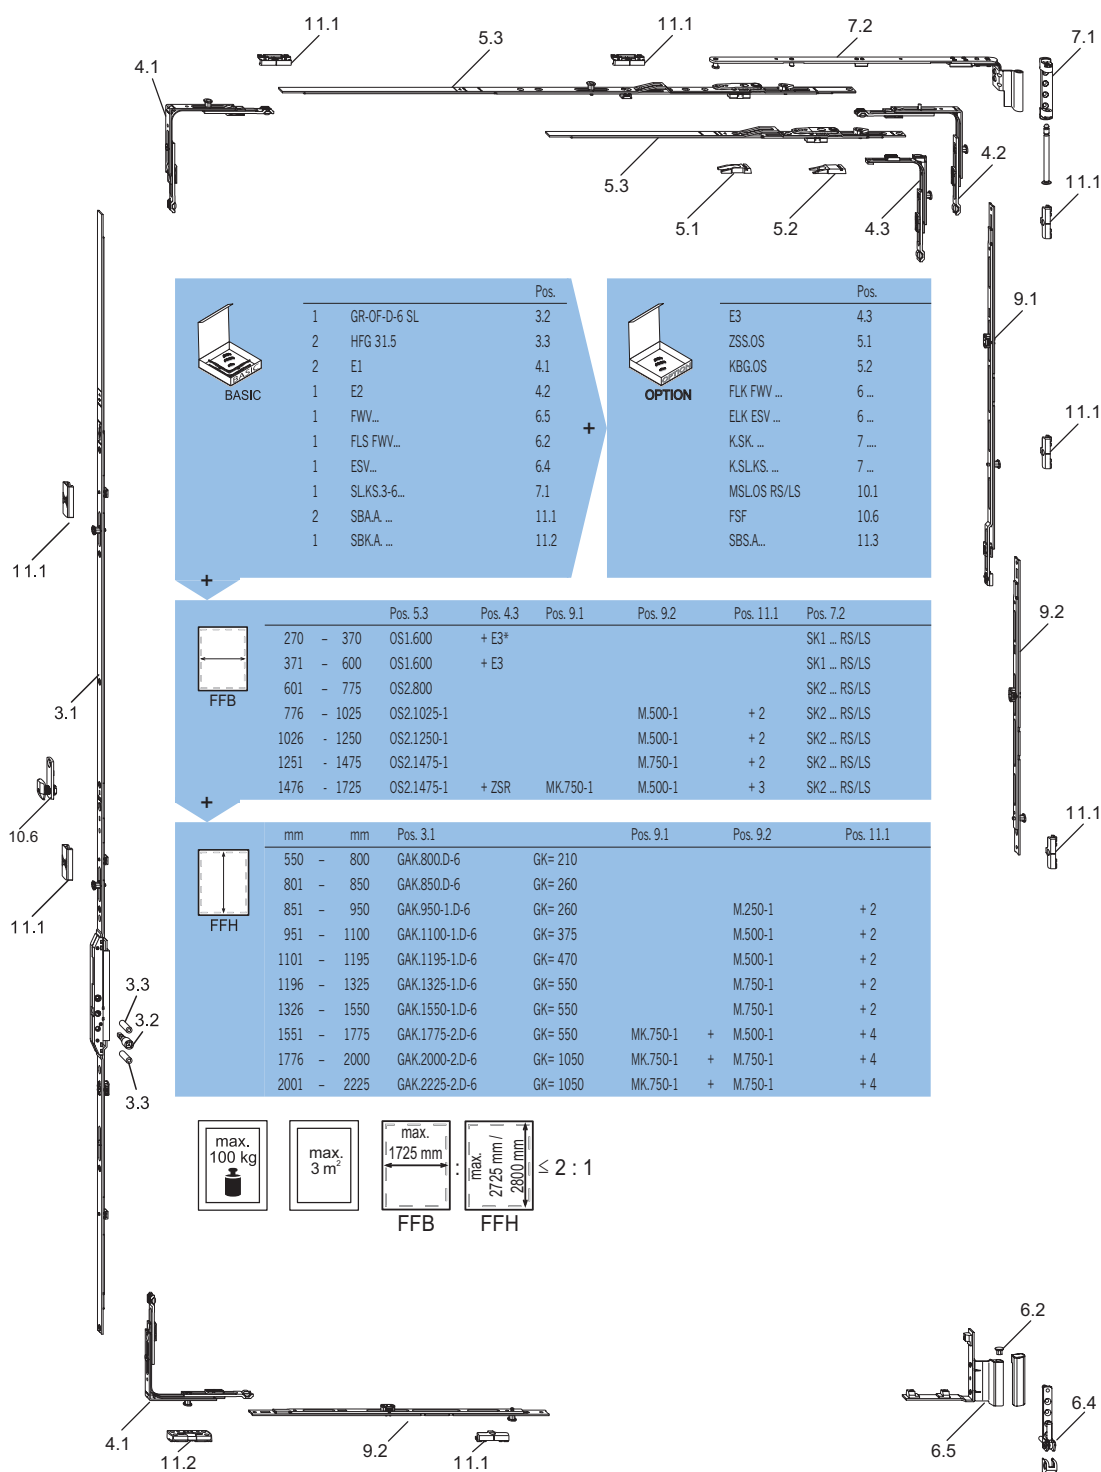 11.1
5.3
11.1
7.2
7.1
4.1
5.3
5.1
5.2
4.3
4.2
11.1
Pos.
1 GR-OF-D-6 SL 3.2
2 HFG 31.5 3.3
2 E1 4.1
1 E2 4.2
1 FWV... 6.5
1 FLS FWV... 6.2
1 ESV... 6.4
1 SL.KS.3-6... 7.1
2 SBA.A. ... 11.1
1 SBK.A. ... 11.2
BASIC
BASIC
+
Pos.
E3 4.3
ZSS.OS 5.1
KBG.OS 5.2
FLK FWV ... 6 ...
ELK ESV ... 6 ...
K.SK. ... 7 ....
K.SL.KS. ... 7 ...
MSL.OS RS/LS 10.1
FSF 10.6
SBS.A... 11.3
OPTION
OPTION
9.1
11.1
11.1
+
Pos. 5.3 Pos. 4.3 Pos. 9.1 Pos. 9.2 Pos. 11.1 Pos. 7.2
270 – 370 OS1.600 + E3* SK1 ... RS/LS
371 – 600 OS1.600 + E3 SK1 ... RS/LS
601 – 775 OS2.800 SK2 ... RS/LS
776 – 1025 OS2.1025-1 M.500-1 + 2 SK2 ... RS/LS
1026 - 1250 OS2.1250-1 M.500-1 + 2 SK2 ... RS/LS
1251 - 1475 OS2.1475-1 M.750-1 + 2 SK2 ... RS/LS
1476 - 1725 OS2.1475-1 + ZSR MK.750-1 M.500-1 + 3 SK2 ... RS/LS
FFB
9.2
3.1
10.6
+
mm mm Pos. 3.1 Pos. 9.1 Pos. 9.2 Pos. 11.1
550 – 800 GAK.800.D-6 GK= 210
801 – 850 GAK.850.D-6 GK= 260
851 – 950 GAK.950-1.D-6 GK= 260 M.250-1 + 2
951 – 1100 GAK.1100-1.D-6 GK= 375 M.500-1 + 2
1101 – 1195 GAK.1195-1.D-6 GK= 470 M.500-1 + 2
1196 – 1325 GAK.1325-1.D-6 GK= 550 M.750-1 + 2
1326 – 1550 GAK.1550-1.D-6 GK= 550 M.750-1 + 2
1551 – 1775 GAK.1775-2.D-6 GK= 550 MK.750-1 + M.500-1 + 4
1776 – 2000 GAK.2000-2.D-6 GK= 1050 MK.750-1 + M.750-1 + 4
2001 – 2225 GAK.2225-2.D-6 GK= 1050 MK.750-1 + M.750-1 + 4
FFH
11.1
11.1
3.3
3.2
3.3
max.
100 kg
max.
3 m²
max.
1725 mm
FFB
:
max.
2725 mm /
2800 mm
FFH
≤ 2 : 1
6.2
6.4
6.5
4.1
11.2
9.2
11.1